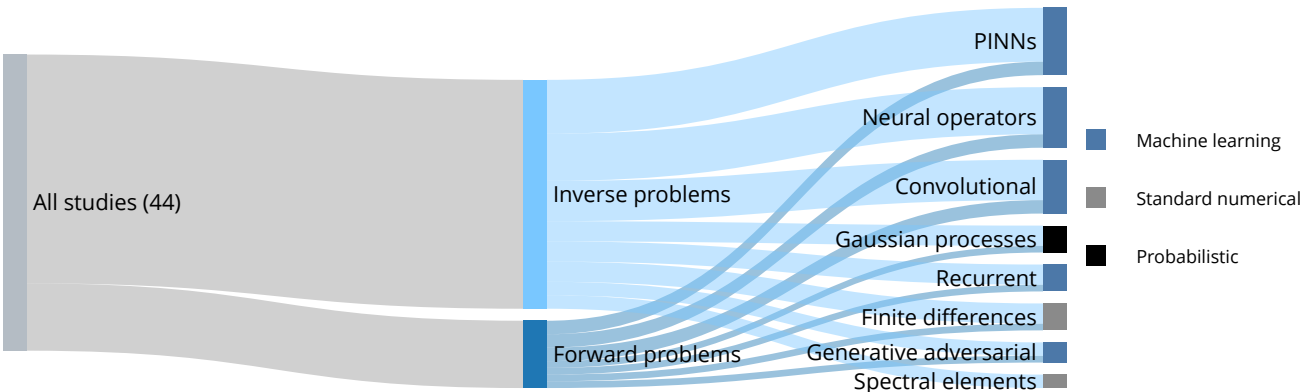 All studies (44)
Inverse problems
Forward problems
PINNs
Neural operators
Convolutional
Gaussian processes
Recurrent
Finite differences
Generative adversarial
Spectral elements
Machine learning
Standard numerical
Probabilistic